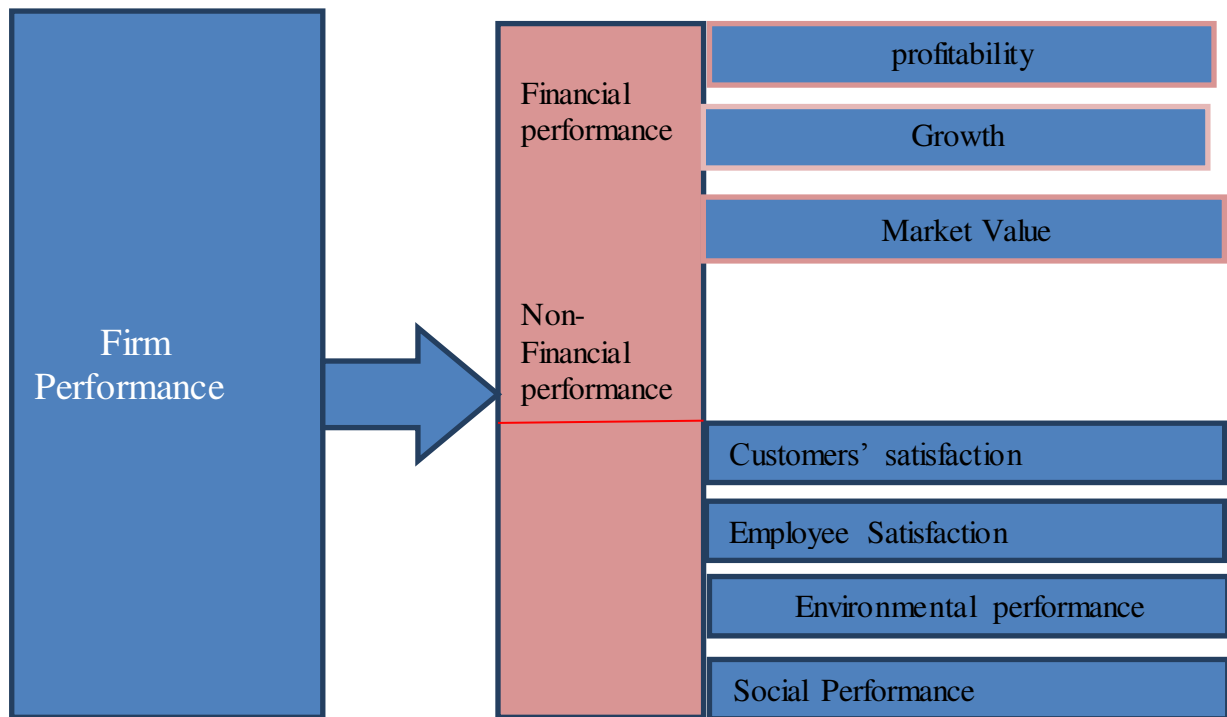 Firm
Performance
Financial
performance
Non-
Financial
performance
profitability
Growth
Market Value
Customers’ satisfaction
Employee Satisfaction
Environmental performance
Social Performance